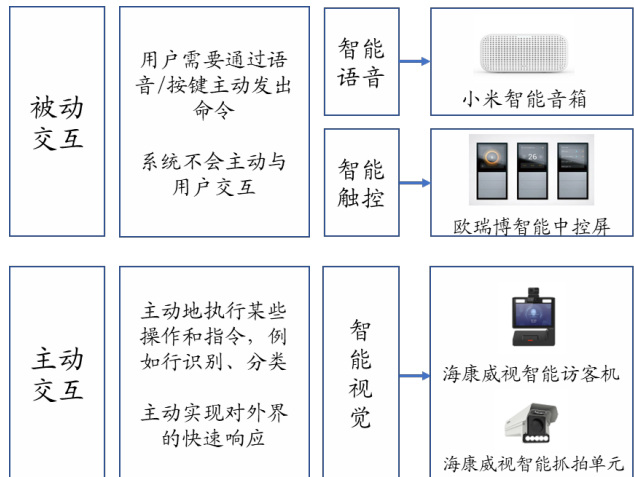 被动
交互
用户需要通过语
音/按键主动发出
命令
系统不会主动与
用户交互
智能
语音
小米智能音箱
智能
触控
欧瑞博智能中控屏
主动
交互
主动地执行某些
操作和指令，例
如行识别、分类
主动实现对外界
的快速响应
智
能
视
觉
海康威视智能访客机
海康威视智能抓拍单元